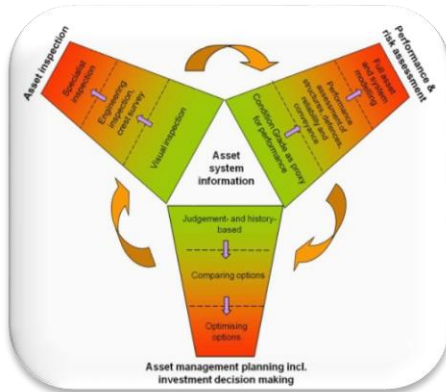 Asset inspection
Specialist
inspection
Engineering
inspection,
crest survey
Visual inspection
Performance &
risk assessment
Full asset
and system
modelling
Performance
assessment of
structures, defences,
reliability and
conveyance
Condition Grade as proxy
for performance
Asset
system
information
Judgement- and history-
based
Comparing options
Optimising
options
Asset management planning incl.
investment decision making